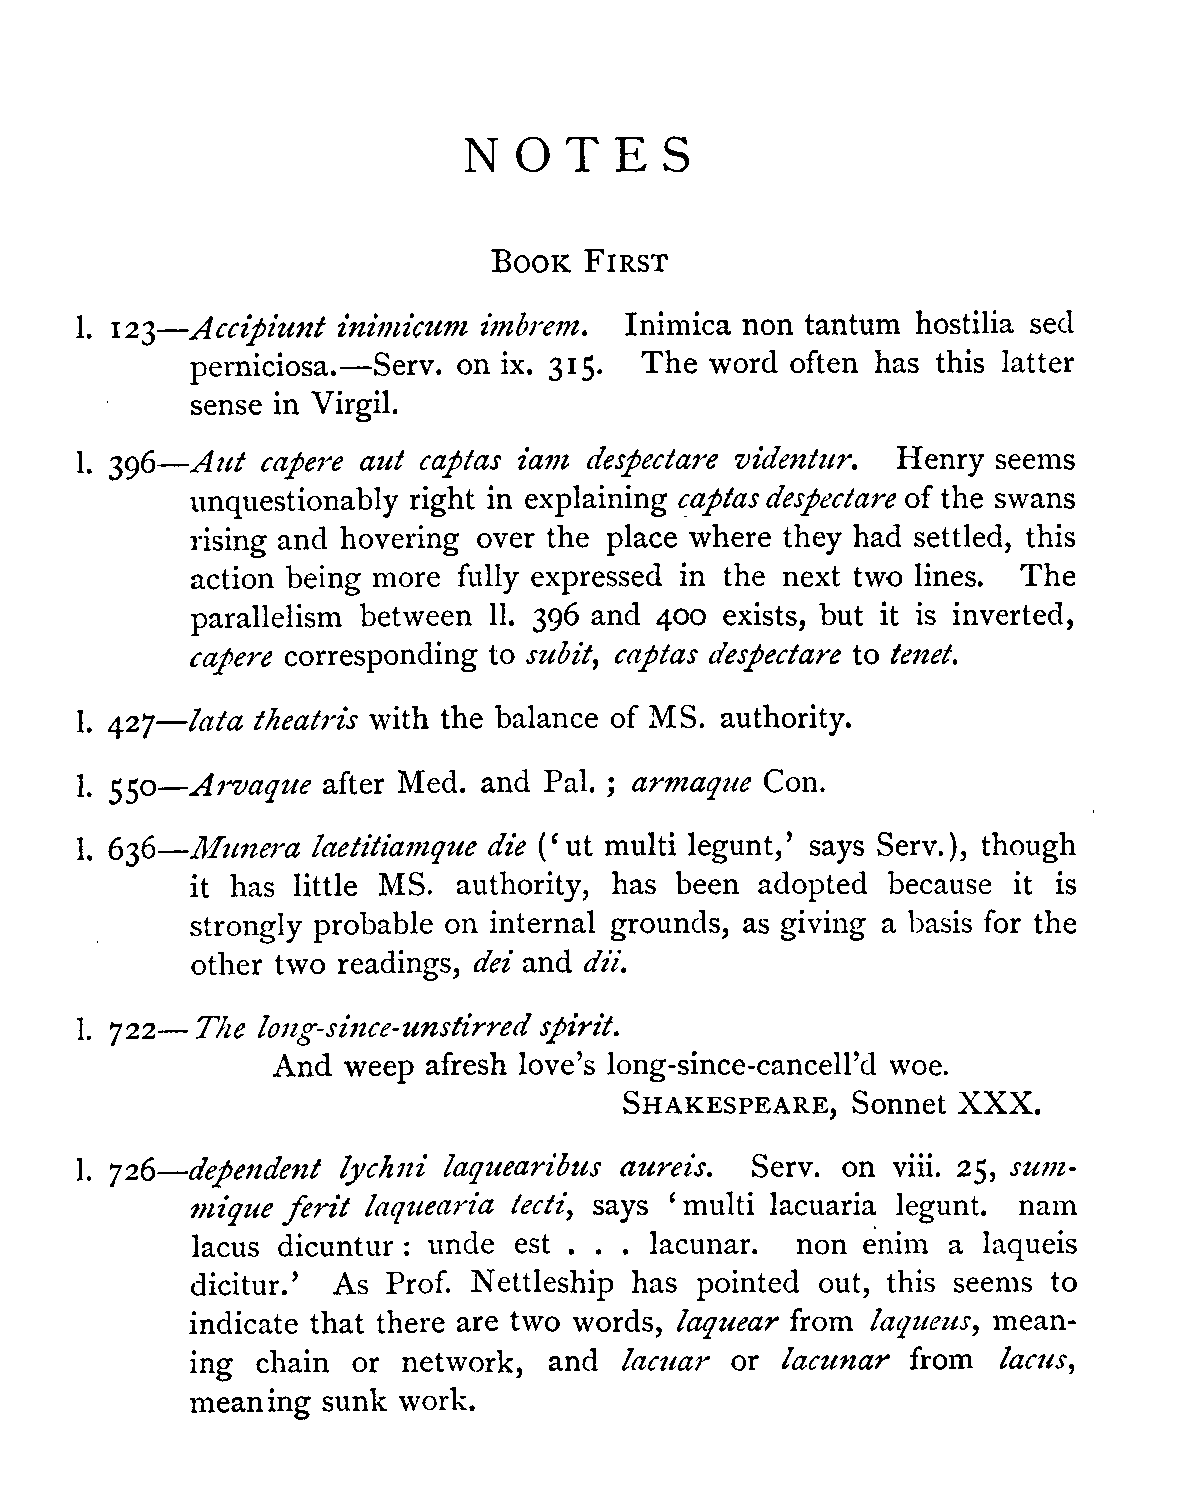 NOTES
BOOK FIRST
l. 123—Accipiunt inimicum imbrem. Inimica non tantum hostilia sed
perniciosa.—Serv. on ix. 315. The word often has this latter
sense in Virgil.
l. 396—Aut capere aut captas iam despectare videntur. Henry seems
unquestionably right in explaining captas despectare of the swans
rising and hovering over the place where they had settled, this
action being more fully expressed in the next two lines. The
parallelism between ll. 396 and 400 exists, but it is inverted,
capere corresponding to subit, captas despectare to tenet.
l. 427—lata theatris with the balance of MS. authority.
l. 550—Arvaque after Med. and Pal. ; armaque Con.
l. 636—Munera laetitiamque die (‘ut multi legunt,’ says Serv.), though
it has little MS. authority, has been adopted because it is
strongly probable on internal grounds, as giving a basis for the
other two readings, dei and dii.
l. 722—The long-since-unstirred spirit.
And weep afresh love’s long-since-cancell’d woe.
SHAKESPEARE, Sonnet XXX.
l. 726—dependent lychni laquearibus aureis. Serv. on viii. 25, sum-
mique ferit laquearia tecti, says ‘multi lacuaria legunt. nam
lacus dicuntur : unde est . . . lacunar. non enim a laqueis
dicitur.’ As Prof. Nettleship has pointed out, this seems to
indicate that there are two words, laquear from laqueus, mean-
ing chain or network, and lacuar or lacunar from lacus,
meaning sunk work.